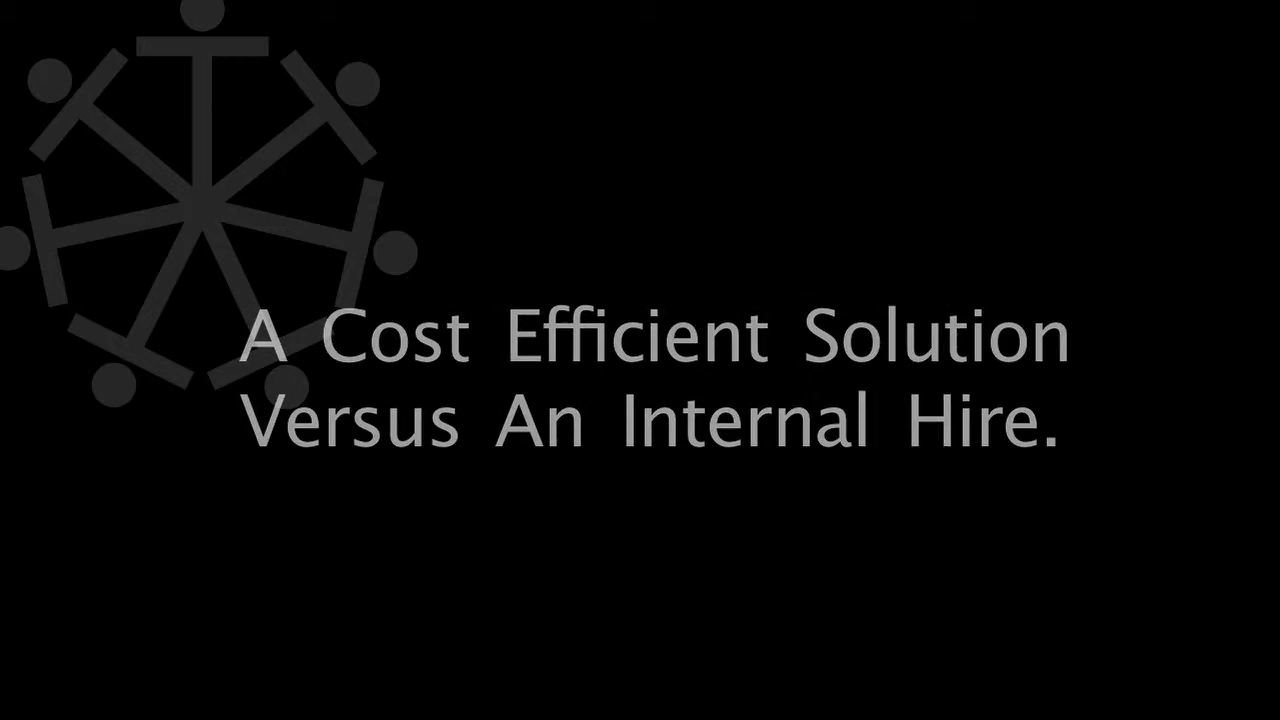 A Cost Efficient Solution
Versus An Internal Hire.